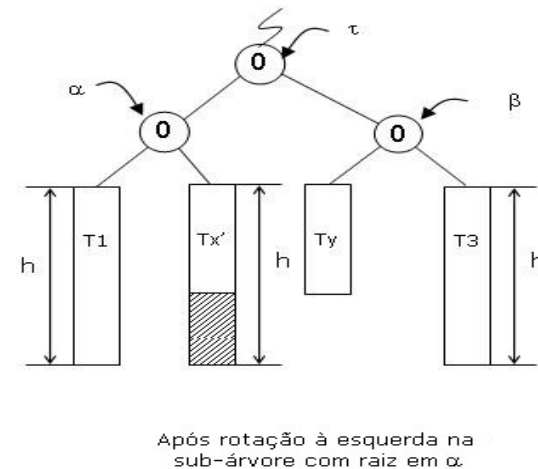 τ
0
α
β
0
0
T1
Tx'
Ty
T3
h
h
h
Após rotação à esquerda na
sub-árvore com raiz em α